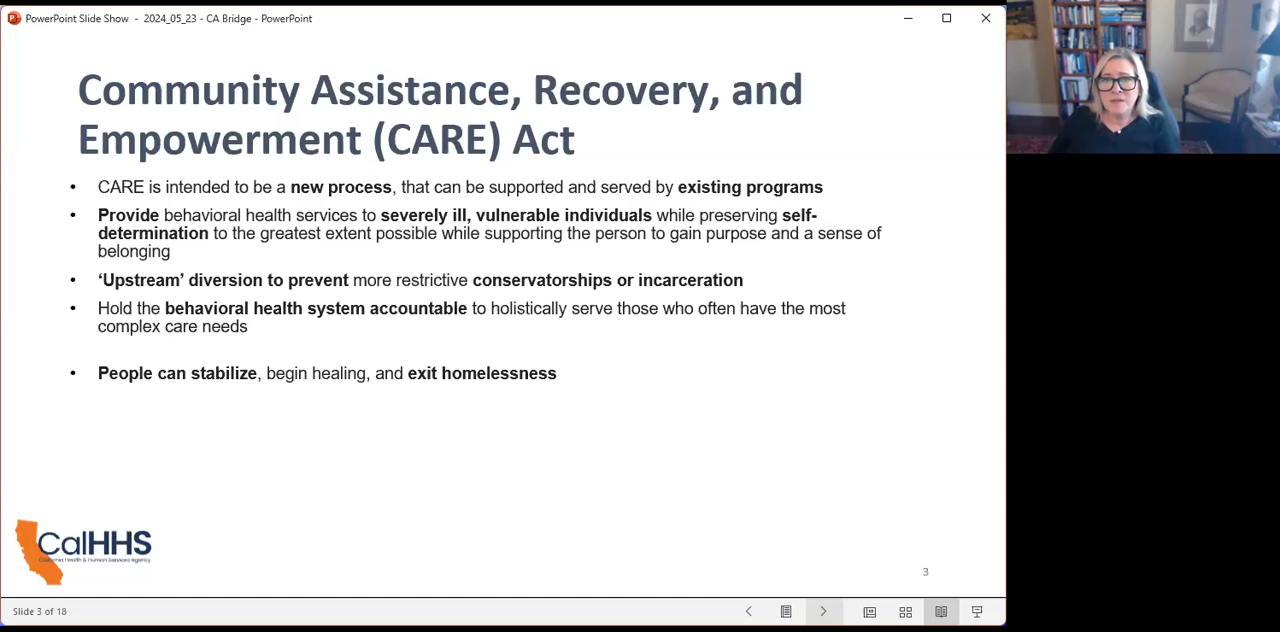 PowerPoint Slide Show - 2024_05_23 - CA Bridge - PowerPoint
Community Assistance, Recovery, and
Empowerment (CARE) Act
• CARE is intended to be a new process, that can be supported and served by existing programs
• Provide behavioral health services to severely ill, vulnerable individuals while preserving self-
determination to the greatest extent possible while supporting the person to gain purpose and a sense of
belonging
• ‘Upstream’ diversion to prevent more restrictive conservatorships or incarceration
• Hold the behavioral health system accountable to holistically serve those who often have the most
complex care needs
• People can stabilize, begin healing, and exit homelessness
CalHHS
California Health & Human Services Agency
3
Slide 3 of 18